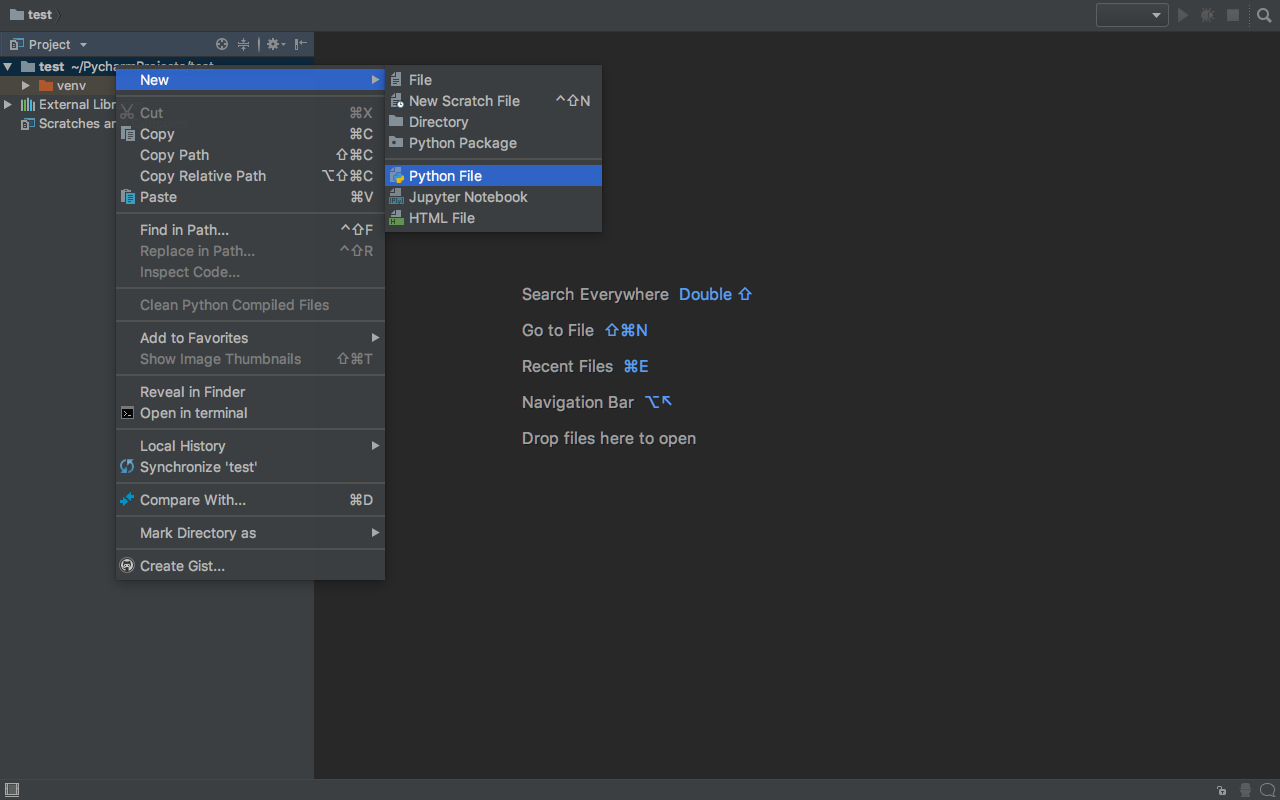 test
Project
test ~/PycharmProjects/test
venv
External Libr
Scratches ar
New
Cut ⌘X
Copy ⌘C
Copy Path ⇧⌘C
Copy Relative Path ⌥⇧⌘C
Paste ⌘V
Find in Path... ^⇧F
Replace in Path... ^⇧R
Inspect Code...
Clean Python Compiled Files
Add to Favorites
Show Image Thumbnails ⇧⌘T
Reveal in Finder
Open in terminal
Local History
Synchronize 'test'
Compare With... ⌘D
Mark Directory as
Create Gist...
File
New Scratch File ^⇧N
Directory
Python Package
Python File
Jupyter Notebook
HTML File
Search Everywhere Double ⇧
Go to File ⇧⌘N
Recent Files ⌘E
Navigation Bar ⌥↖
Drop files here to open